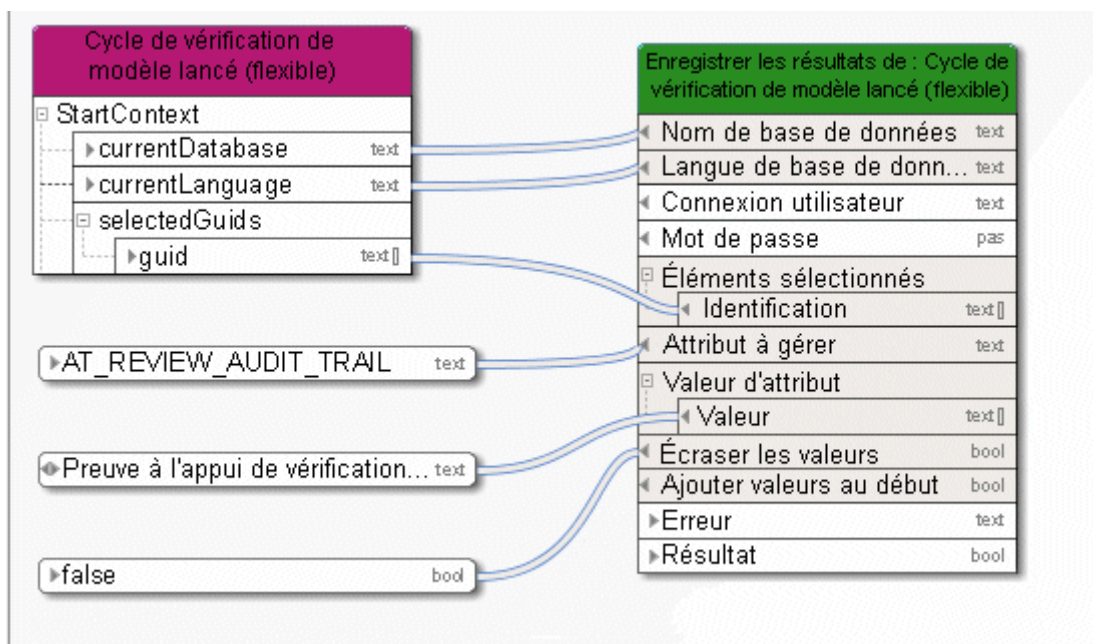 Cycle de vérification de
modèle lancé (flexible)
StartContext
currentDatabase text
currentLanguage text
selectedGuids
guid text[]
AT_REVIEW_AUDIT_TRAIL text
Preuve à l'appui de vérification... text
false bool
Enregistrer les résultats de : Cycle de
vérification de modèle lancé (flexible)
Nom de base de données text
Langue de base de donn... text
Connexion utilisateur text
Mot de passe pas
Éléments sélectionnés
Identification text[]
Attribut à gérer text
Valeur d'attribut
Valeur text[]
Écraser les valeurs bool
Ajouter valeurs au début bool
Erreur text
Résultat bool